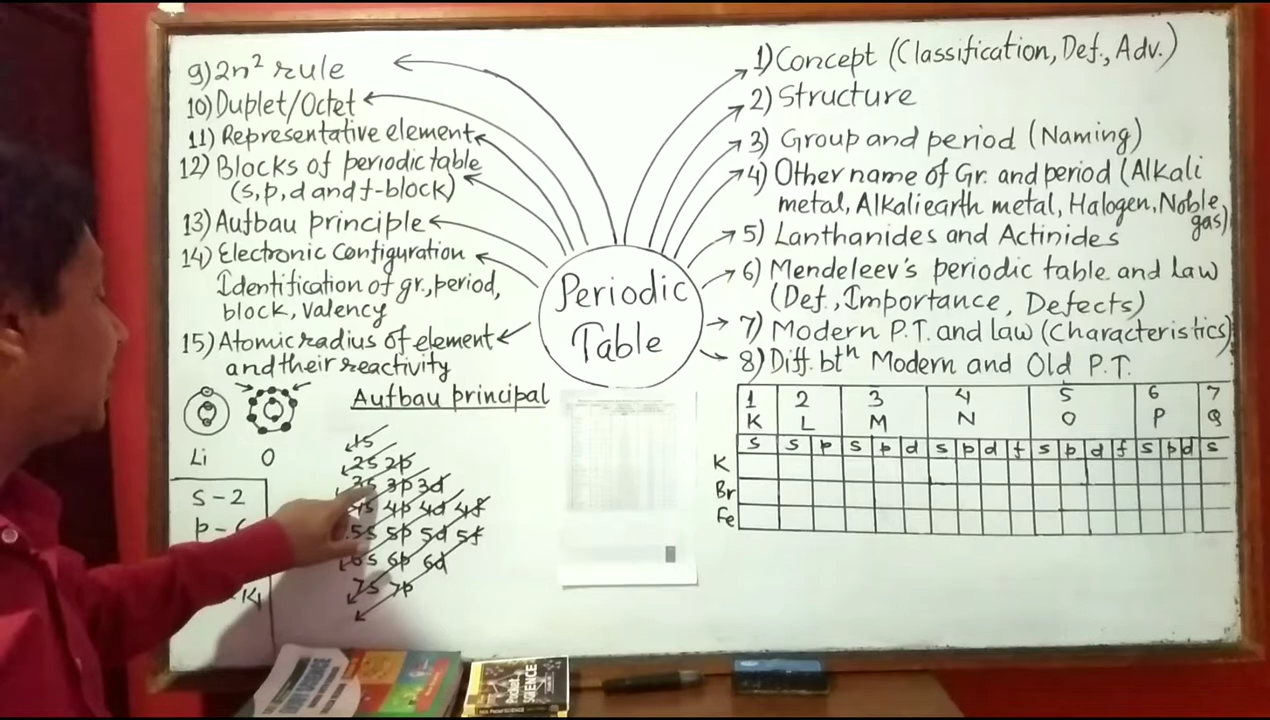 9) 2n² rule
10) Duplet/Octet
11) Representative element
12) Blocks of periodic table
(s, p, d and f-block)
13) Aufbau principle
14) Electronic Configuration
Identification of gr., period,
block, valency
15) Atomic radius of element
and their reactivity
Periodic
Table
1) Concept (Classification, Def., Adv.)
2) Structure
3) Group and period (Naming)
4) Other name of Gr. and period (Alkali
metal, Alkaliearth metal, Halogen, Noble
gas)
5) Lanthanides and Actinides
6) Mendeleev's periodic table and law
(Def., Importance, Defects)
7) Modern P.T. and law (Characteristics)
8) Diff. btⁿ Modern and Old P.T.
Li O
S - 2
P -
Aufbau principal
1s
2s 2p
3s 3p 3d
4s 4p 4d 4f
5s 5p 5d 5f
6s 6p 6d
7s 7p
1 2 3 4 5 6 7
K L M N O P Q
s s p s p d s p d f s p d f s p d s
K
Br
Fe
SCIENCE